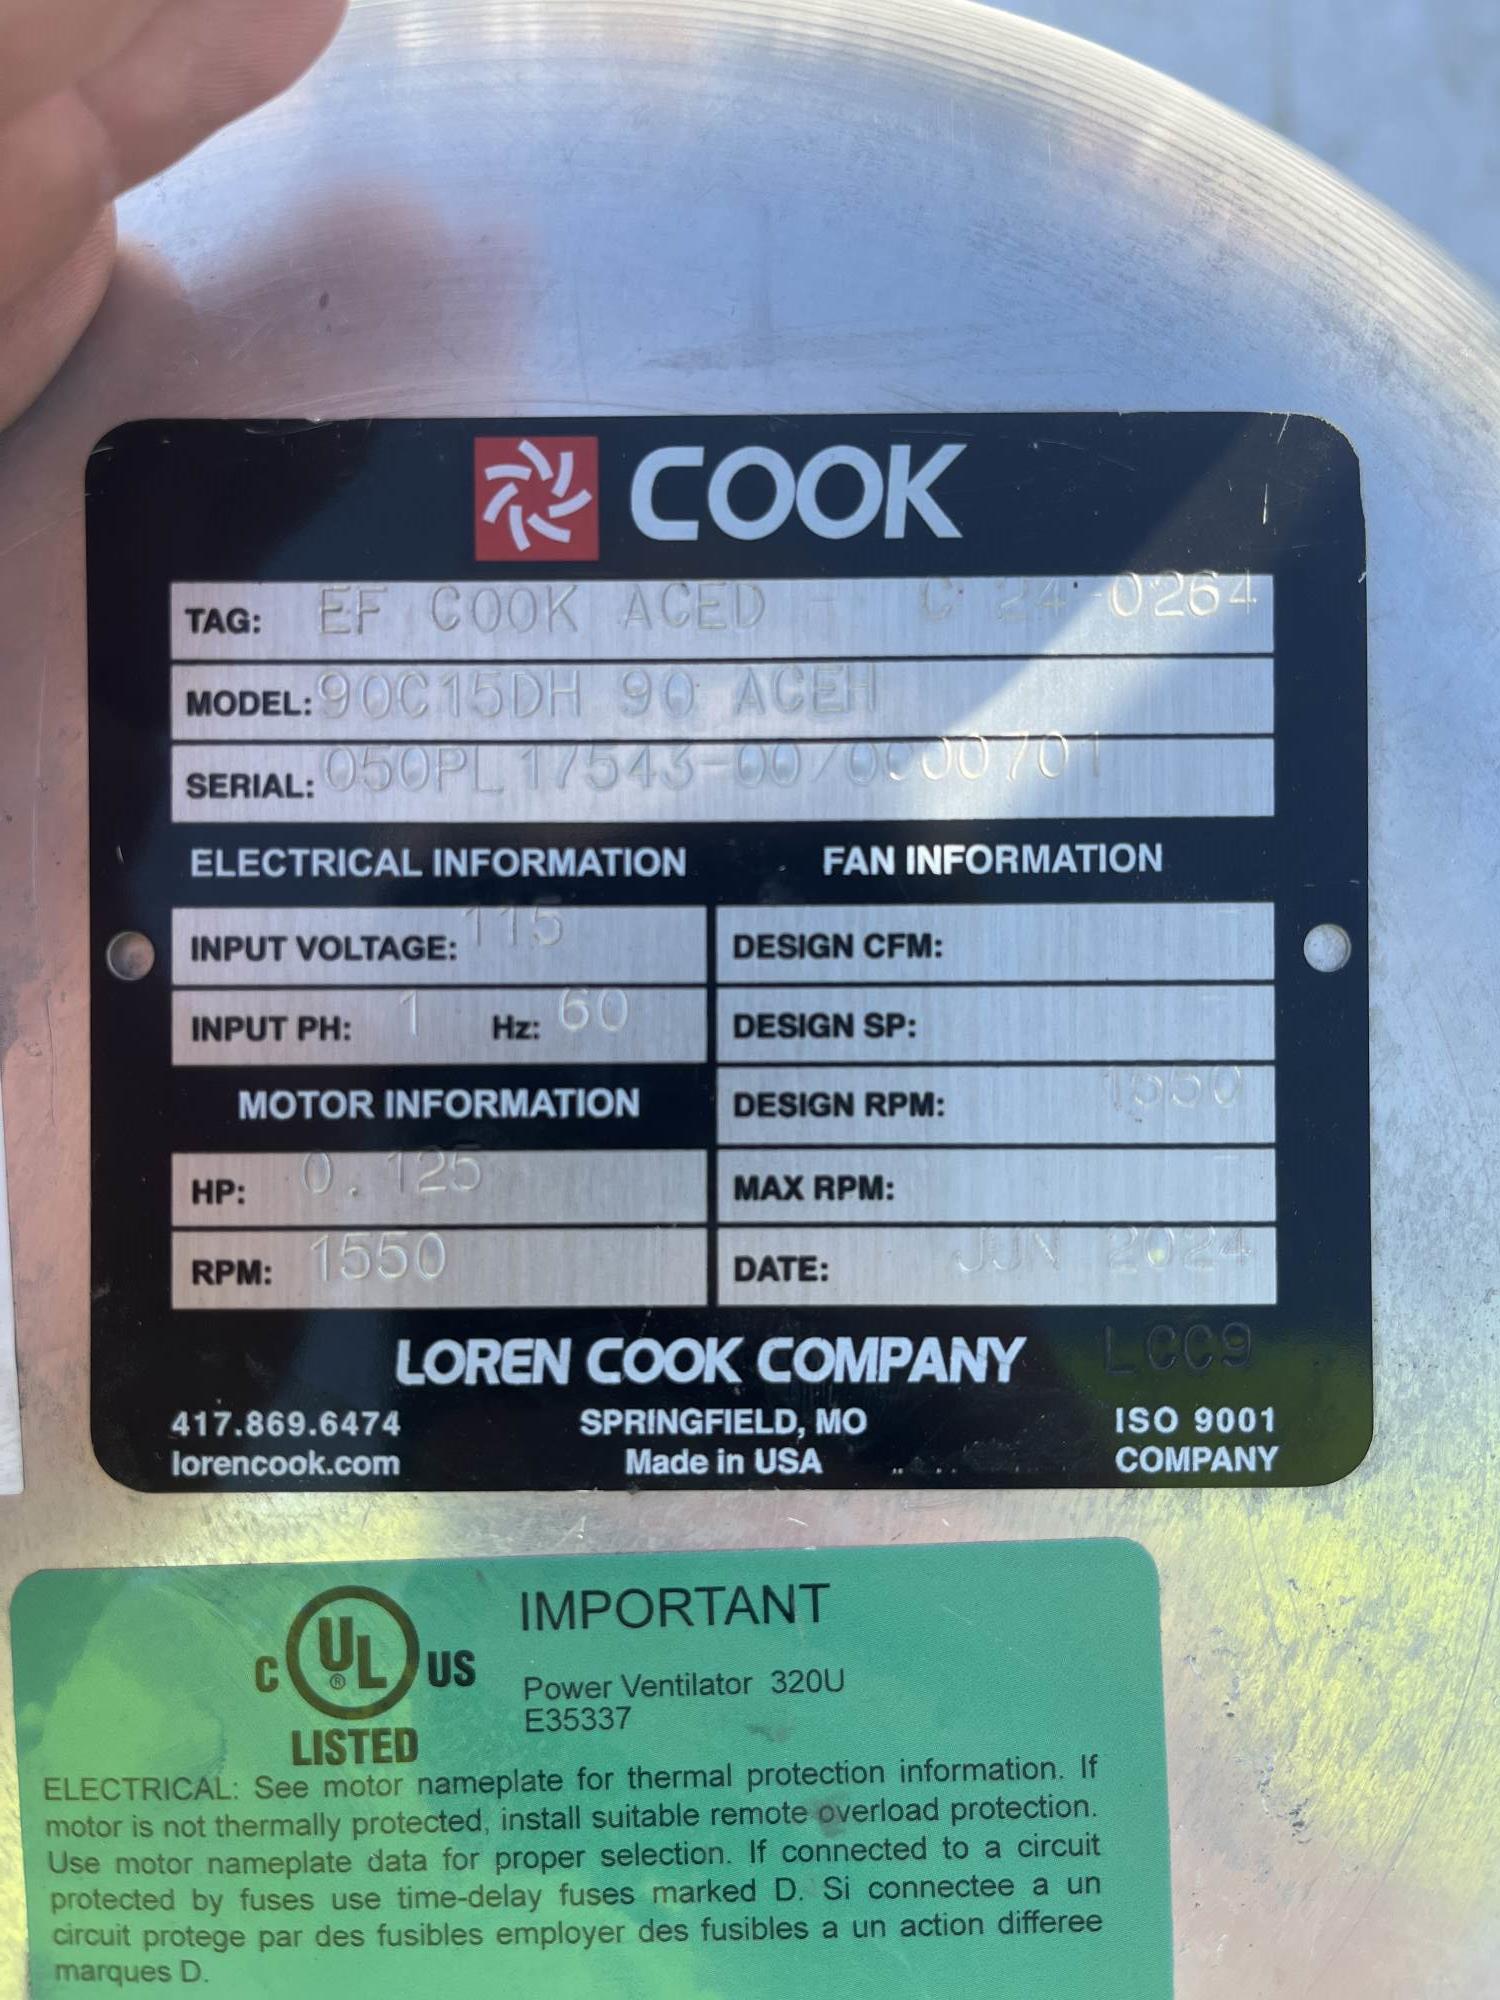 COOK
TAG: EF COOK ACED - C 24-0264
MODEL: 90C15DH 90 ACEH
SERIAL: 050PL17543-00/0000701
ELECTRICAL INFORMATION FAN INFORMATION
INPUT VOLTAGE: 115 DESIGN CFM: -
INPUT PH: 1 Hz: 60 DESIGN SP: -
MOTOR INFORMATION DESIGN RPM: 1550
HP: 0.125 MAX RPM: -
RPM: 1550 DATE: JUN 2024
LOREN COOK COMPANY LCC9
417.869.6474 SPRINGFIELD, MO ISO 9001
lorencook.com Made in USA COMPANY
C UL ® US IMPORTANT
Power Ventilator 320U
E35337
LISTED
ELECTRICAL: See motor nameplate for thermal protection information. If
motor is not thermally protected, install suitable remote overload protection.
Use motor nameplate data for proper selection. If connected to a circuit
protected by fuses use time-delay fuses marked D. Si connectee a un
circuit protege par des fusibles employer des fusibles a un action differee
marques D.